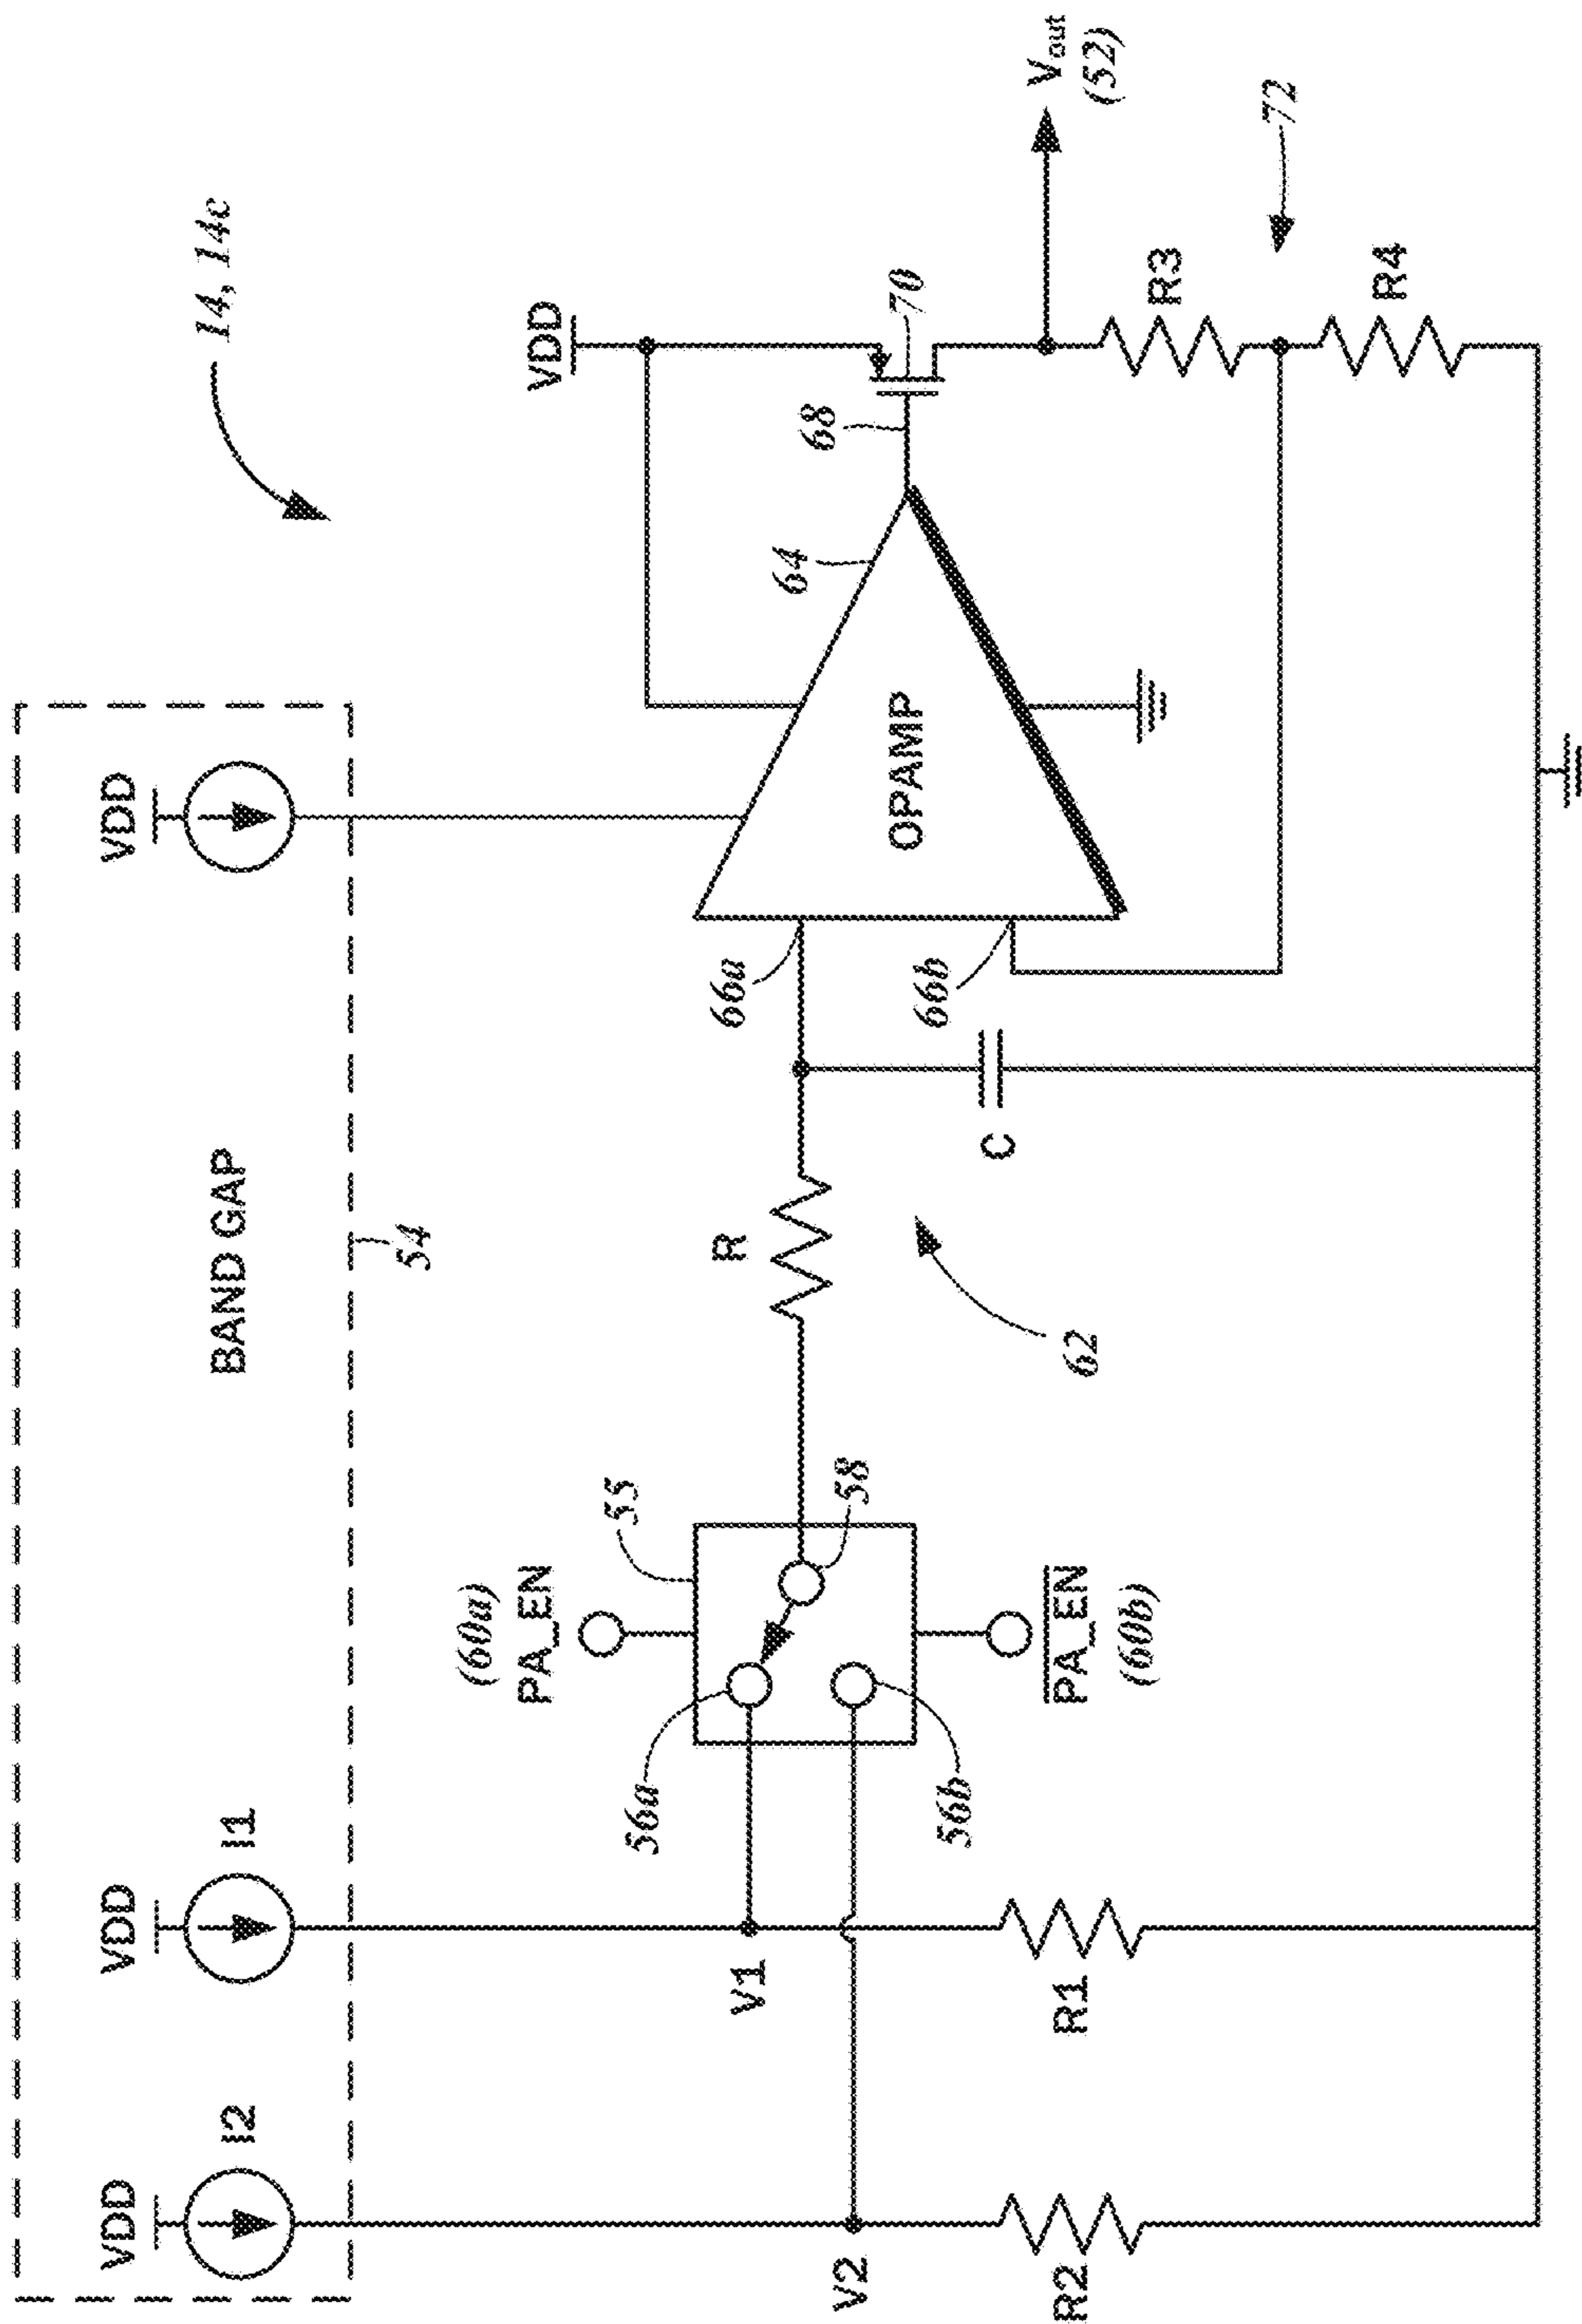 14, 14c
VDD
I2
VDD
I1
BAND GAP
54
VDD
VDD
(60a)
PA_EN
55
56a
58
56b
PA_EN
(60b)
V2
V1
R2
R1
R
62
C
66a
66b
OPAMP
64
68
70
Vout
(52)
R3
72
R4